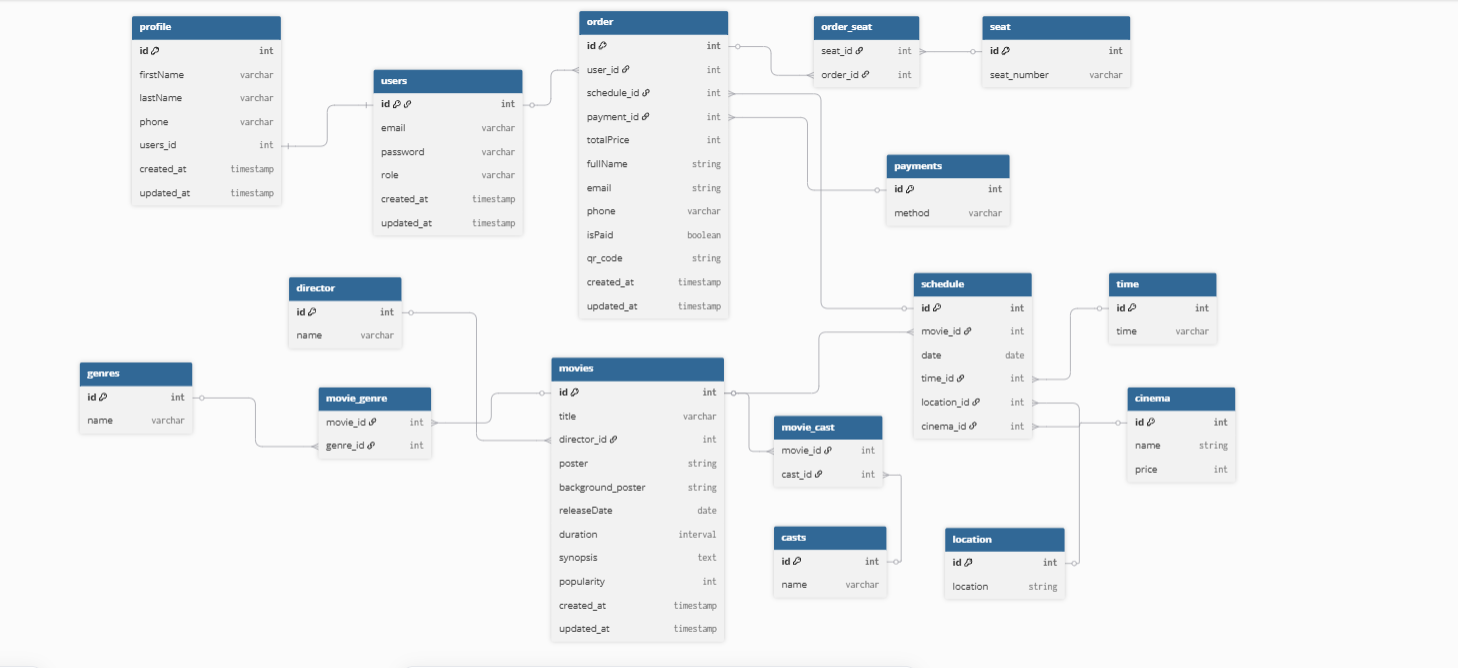 profile
id int
firstName varchar
lastName varchar
phone varchar
users_id int
created_at timestamp
updated_at timestamp
users
id int
email varchar
password varchar
role varchar
created_at timestamp
updated_at timestamp
order
id int
user_id int
schedule_id int
payment_id int
totalPrice int
fullName string
email string
phone varchar
isPaid boolean
qr_code string
created_at timestamp
updated_at timestamp
order_seat
seat_id int
order_id int
seat
id int
seat_number varchar
payments
id int
method varchar
director
id int
name varchar
genres
id int
name varchar
movie_genre
movie_id int
genre_id int
movies
id int
title varchar
director_id int
poster string
background_poster string
releaseDate date
duration interval
synopsis text
popularity int
created_at timestamp
updated_at timestamp
schedule
id int
movie_id int
date date
time_id int
location_id int
cinema_id int
time
id int
time varchar
cinema
id int
name string
price int
movie_cast
movie_id int
cast_id int
casts
id int
name varchar
location
id int
location string